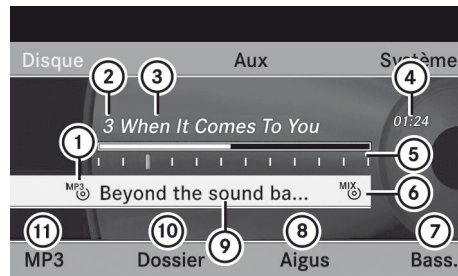 Disque Aux Système
2 3 4
3 When It Comes To You 01:24
1 5
MP3 Beyond the sound ba... MIX 6
11 10 9 8 7
MP3 Dossier Aigus Bass.